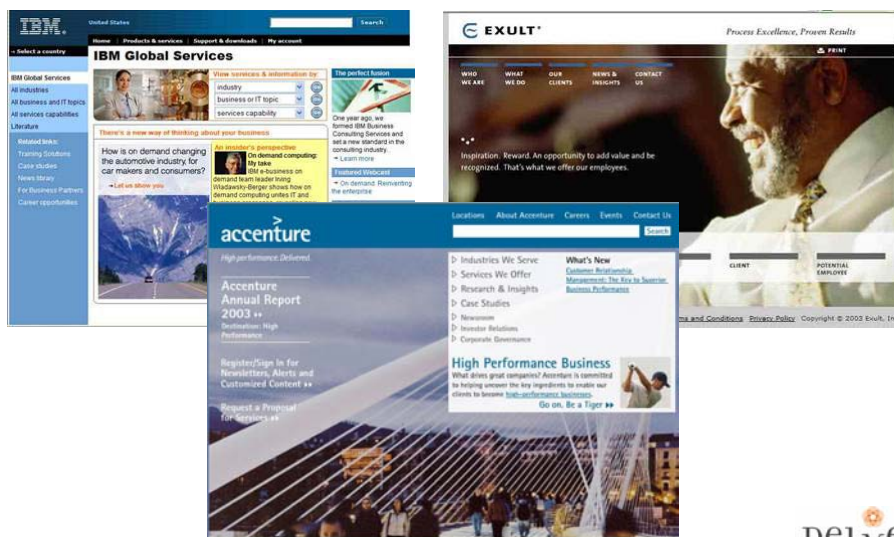 IBM.
United States
Search
Home | Products & services | Support & downloads | My account
→ Select a country
IBM Global Services
IBM Global Services
All industries
All business and IT topics
All services capabilities
Literature
Related links:
Training Solutions
Case studies
News library
For Business Partners
Career opportunities
View services & information by:
industry
business or IT topic
services capability
There's a new way of thinking about your business
How is on demand changing
the automotive industry, for
car makers and consumers?
→ Let us show you
An insider's perspective
On demand computing:
My take
IBM e-business on
demand team leader Irving
Wladawsky-Berger shows how on
demand computing unites IT and
The perfect fusion
One year ago, we
formed IBM Business
Consulting Services and
set a new standard in the
consulting industry.
→ Learn more
Featured Webcast
→ On demand: Reinventing
the enterprise
EXULT
Process Excellence, Proven Results
PRINT
WHO
WE ARE
WHAT
WE DO
OUR
CLIENTS
NEWS &
INSIGHTS
CONTACT
US
Inspiration. Reward. An opportunity to add value and be
recognized. That's what we offer our employees.
CLIENT
POTENTIAL
EMPLOYEE
and Conditions Privacy Policy Copyright © 2003 Exult, In
accenture
High performance. Delivered.
Locations About Accenture Careers Events Contact Us
Search
Accenture
Annual Report
2003
Destination: High
Performance
Register/Sign In for
Newsletters, Alerts and
Customized Content
Request a Proposal
for Services
Industries We Serve
Services We Offer
Research & Insights
Case Studies
Newsroom
Investor Relations
Corporate Governance
What's New
Customer Relationship
Management: The Key to Superior
Business Performance
High Performance Business
What drives great companies? Accenture is committed
to helping uncover the key ingredients to enable our
clients to become high-performance businesses.
Go on. Be a Tiger